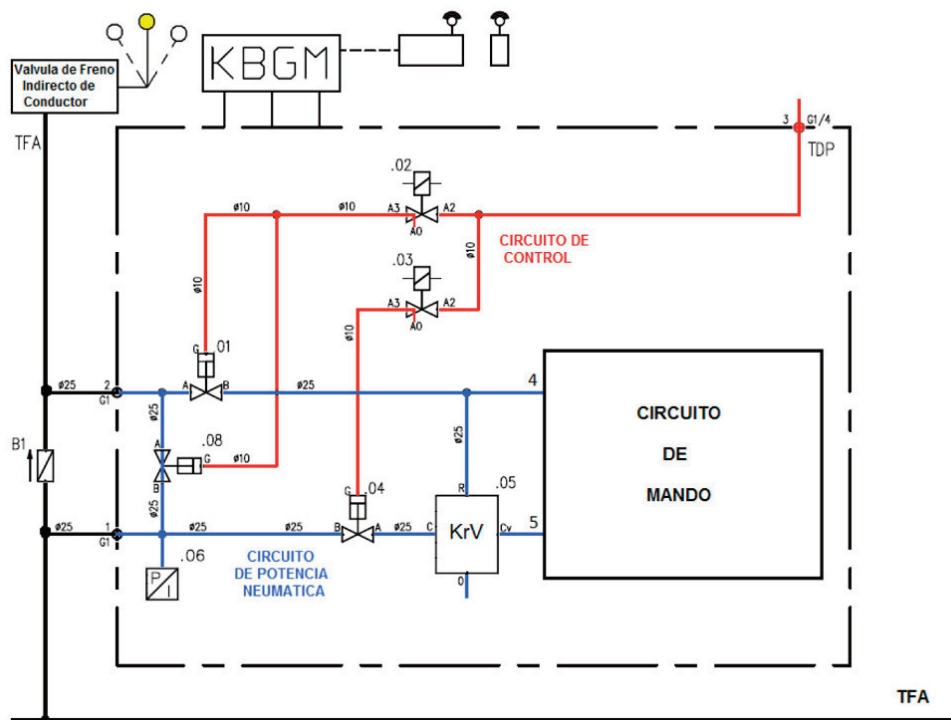 KBGM
Valvula de Freno
Indirecto de
Conductor
TFA
3 G1/4
TDP
.02
ø10 ø10 A3 A2
A0
CIRCUITO DE
CONTROL
ø10
.03
ø10
A3 A2
A0
ø10
G .01
ø25 2 A B ø25 4
G1
ø25
ø25
CIRCUITO
DE
MANDO
B1
A .08
G ø10
B
ø25
G .04
R .05
ø25 1 ø25 ø25 B A ø25 C KrV Cv 5
G1
O
.06
P
I
CIRCUITO
DE POTENCIA
NEUMATICA
TFA